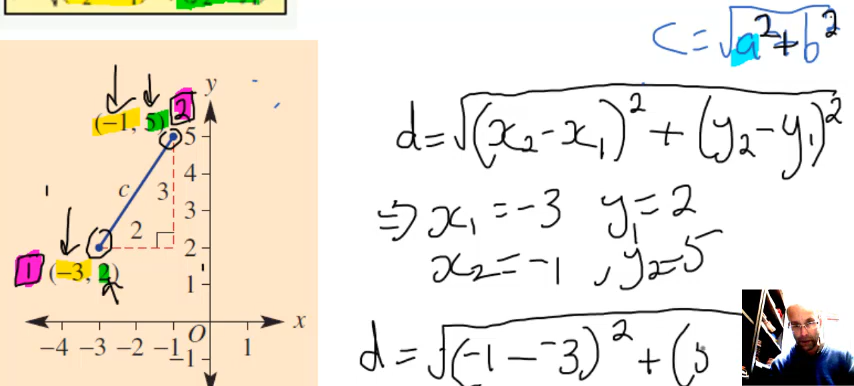 c = √a² + b²
d = √(x₂ - x₁)² + (y₂ - y₁)²
⇒ x₁ = -3 y₁ = 2
x₂ = -1 , y₂ = 5
d = √(-1 - ⁻3)² + (5
y
(−1, 5) 2
5
4
c 3
3
2
2
1 (−3, 2)
1
O
x
−4 −3 −2 −1 1
−1